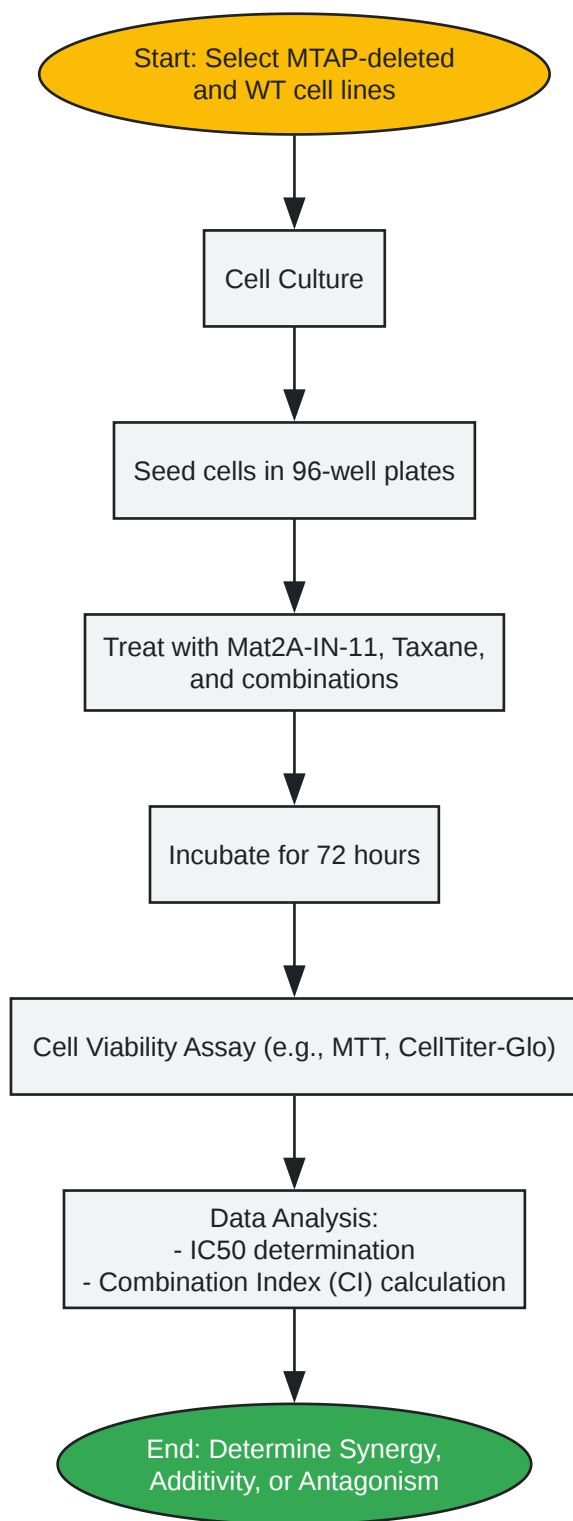 Start: Select MTAP-deleted
and WT cell lines
Cell Culture
Seed cells in 96-well plates
Treat with Mat2A-IN-11, Taxane,
and combinations
Incubate for 72 hours
Cell Viability Assay (e.g., MTT, CellTiter-Glo)
Data Analysis:
- IC50 determination
- Combination Index (CI) calculation
End: Determine Synergy,
Additivity, or Antagonism